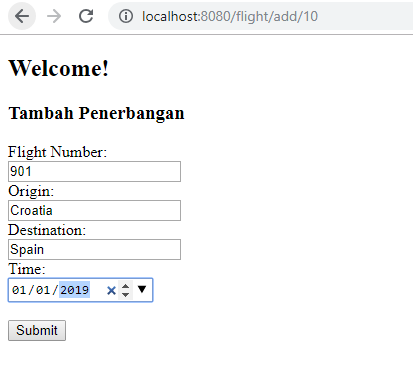 localhost:8080/flight/add/10
Welcome!
Tambah Penerbangan
Flight Number:
901
Origin:
Croatia
Destination:
Spain
Time:
01/01/2019
Submit